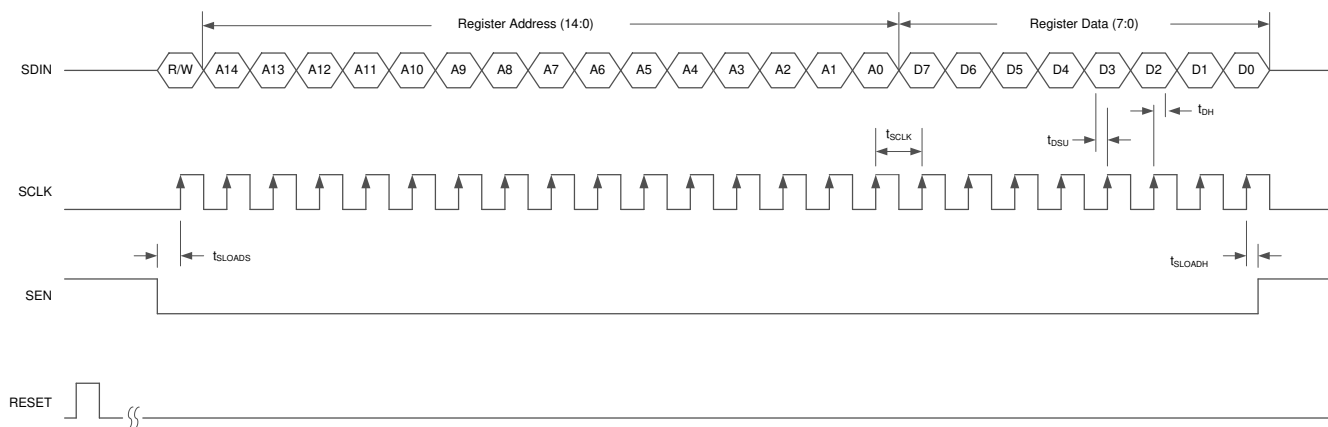 Register Address (14:0) Register Data (7:0)
SDIN R/W A14 A13 A12 A11 A10 A9 A8 A7 A6 A5 A4 A3 A2 A1 A0 D7 D6 D5 D4 D3 D2 D1 D0
tDH
tSCLK
tDSU
SCLK
tSLOADS tSLOADH
SEN
RESET